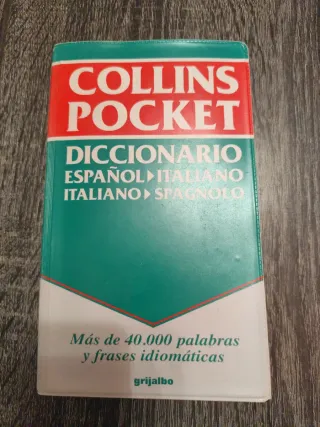 COLLINS
POCKET
DICCIONARIO
ESPAÑOL▸ITALIANO
ITALIANO▸SPAGNOLO
Más de 40.000 palabras
y frases idiomáticas
grijalbo